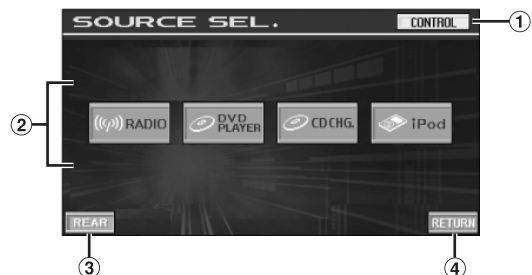 SOURCE SEL.
CONTROL
1
2
RADIO
DVD PLAYER
CD CHG.
iPod
REAR
RETURN
3
4